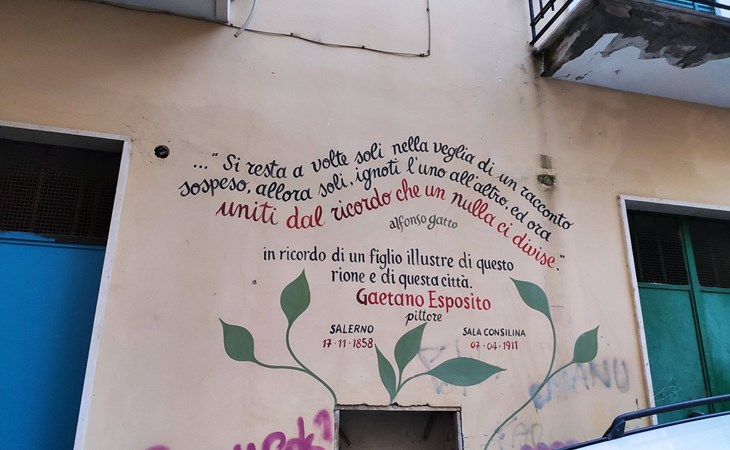 ..." Si resta a volte soli nella veglia di un racconto
sospeso, allora soli, ignoti l'uno all'altro, ed ora
uniti dal ricordo che un nulla ci divise."
alfonso gatto
in ricordo di un figlio illustre di questo
rione e di questa città.
Gaetano Esposito
pittore
SALERNO
17·11·1858
SALA CONSILINA
07·04·1911